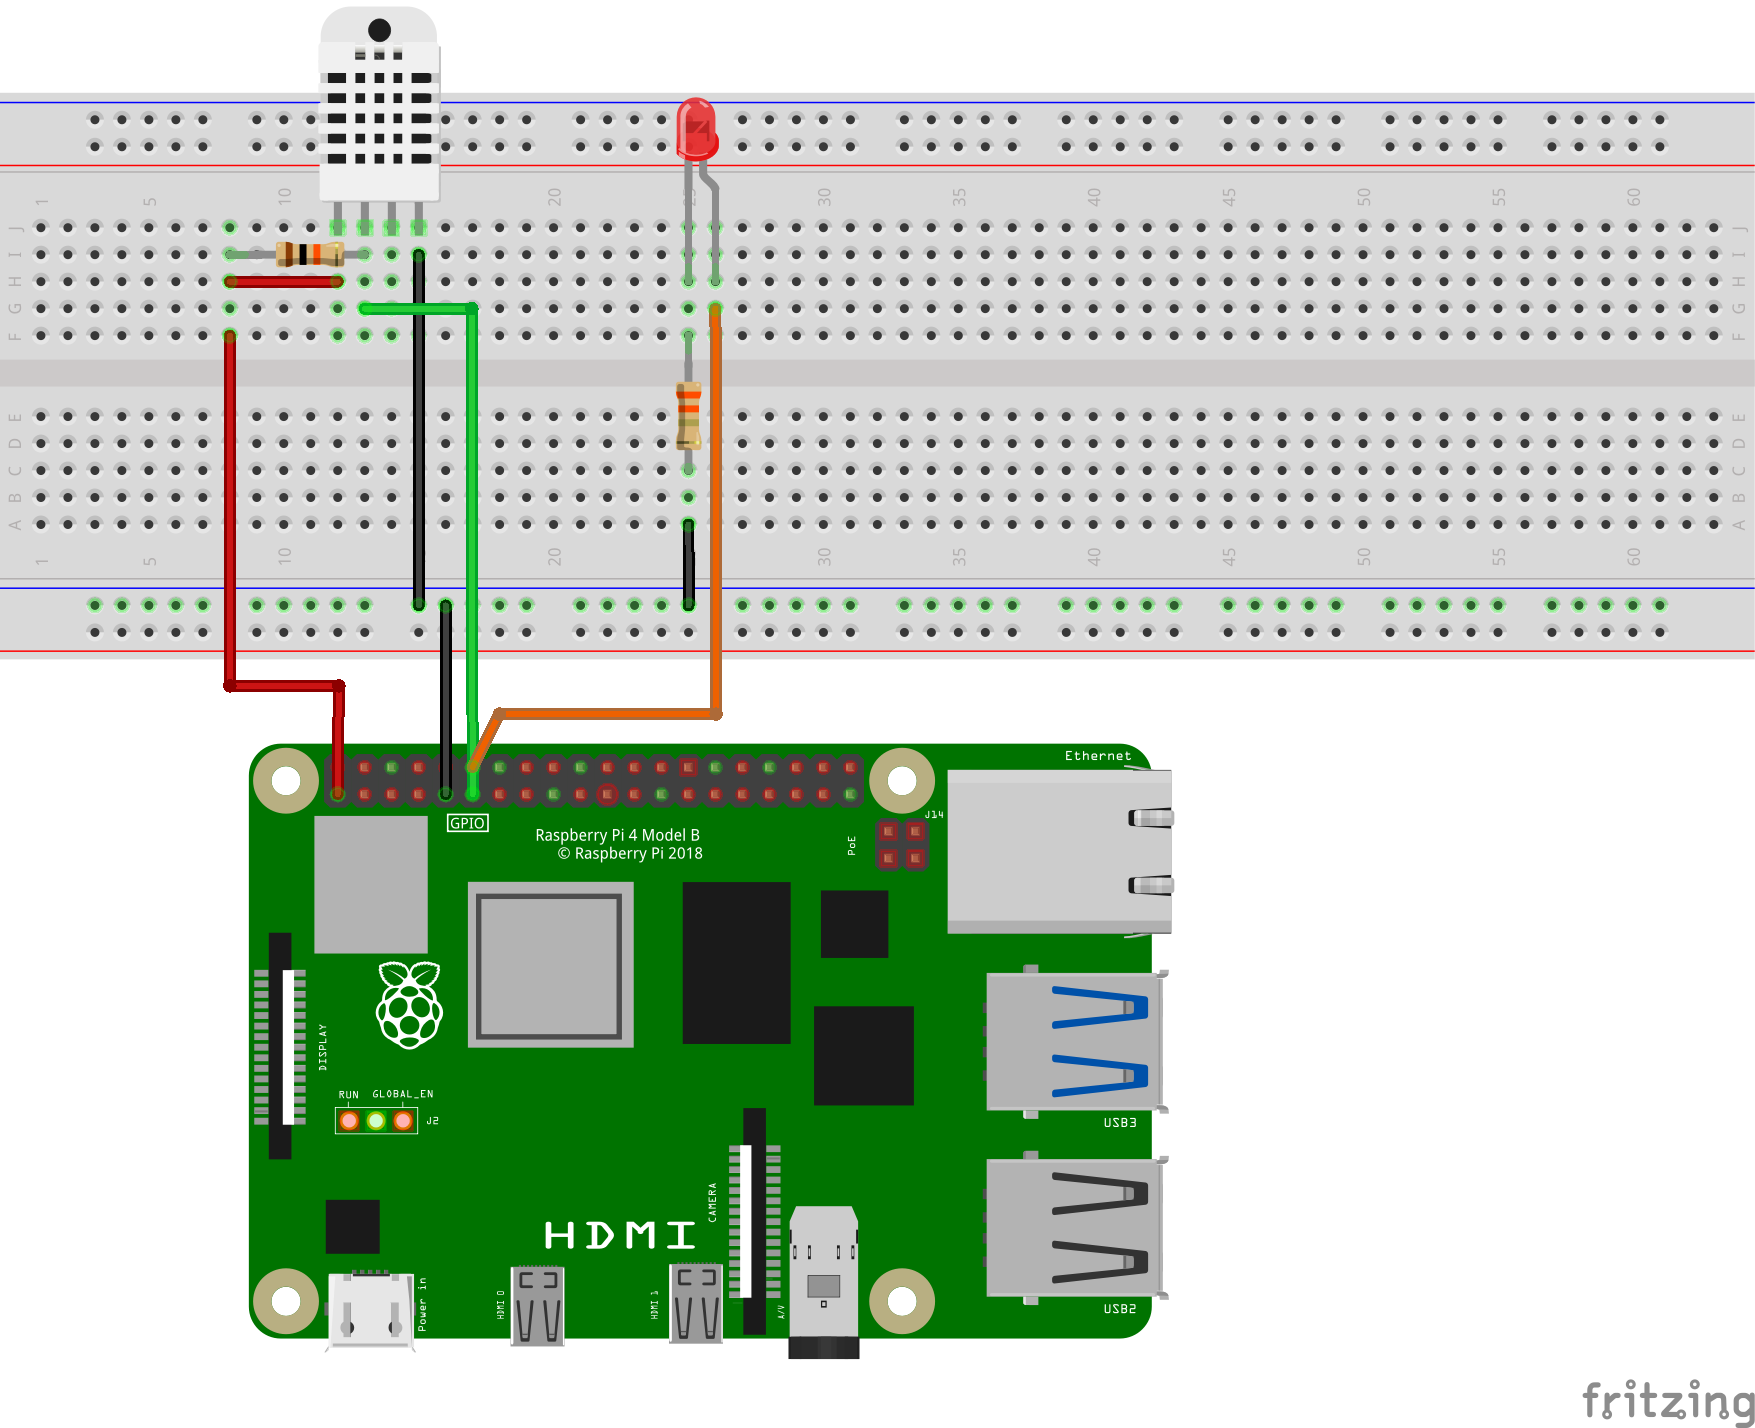 1 5 10 20 25 30 35 40 45 50 55 60
J J
I I
H H
G G
F F
E E
D D
C C
B B
A A
1 5 10 20 30 35 40 45 50 55 60
Ethernet
GPIO
J14
Raspberry Pi 4 Model B
© Raspberry Pi 2018
PoE
DISPLAY
RUN GLOBAL_EN
J2
USB3
CAMERA
HDMI
Power in
HDMI 0
HDMI 1
A/V
USB2
fritzing